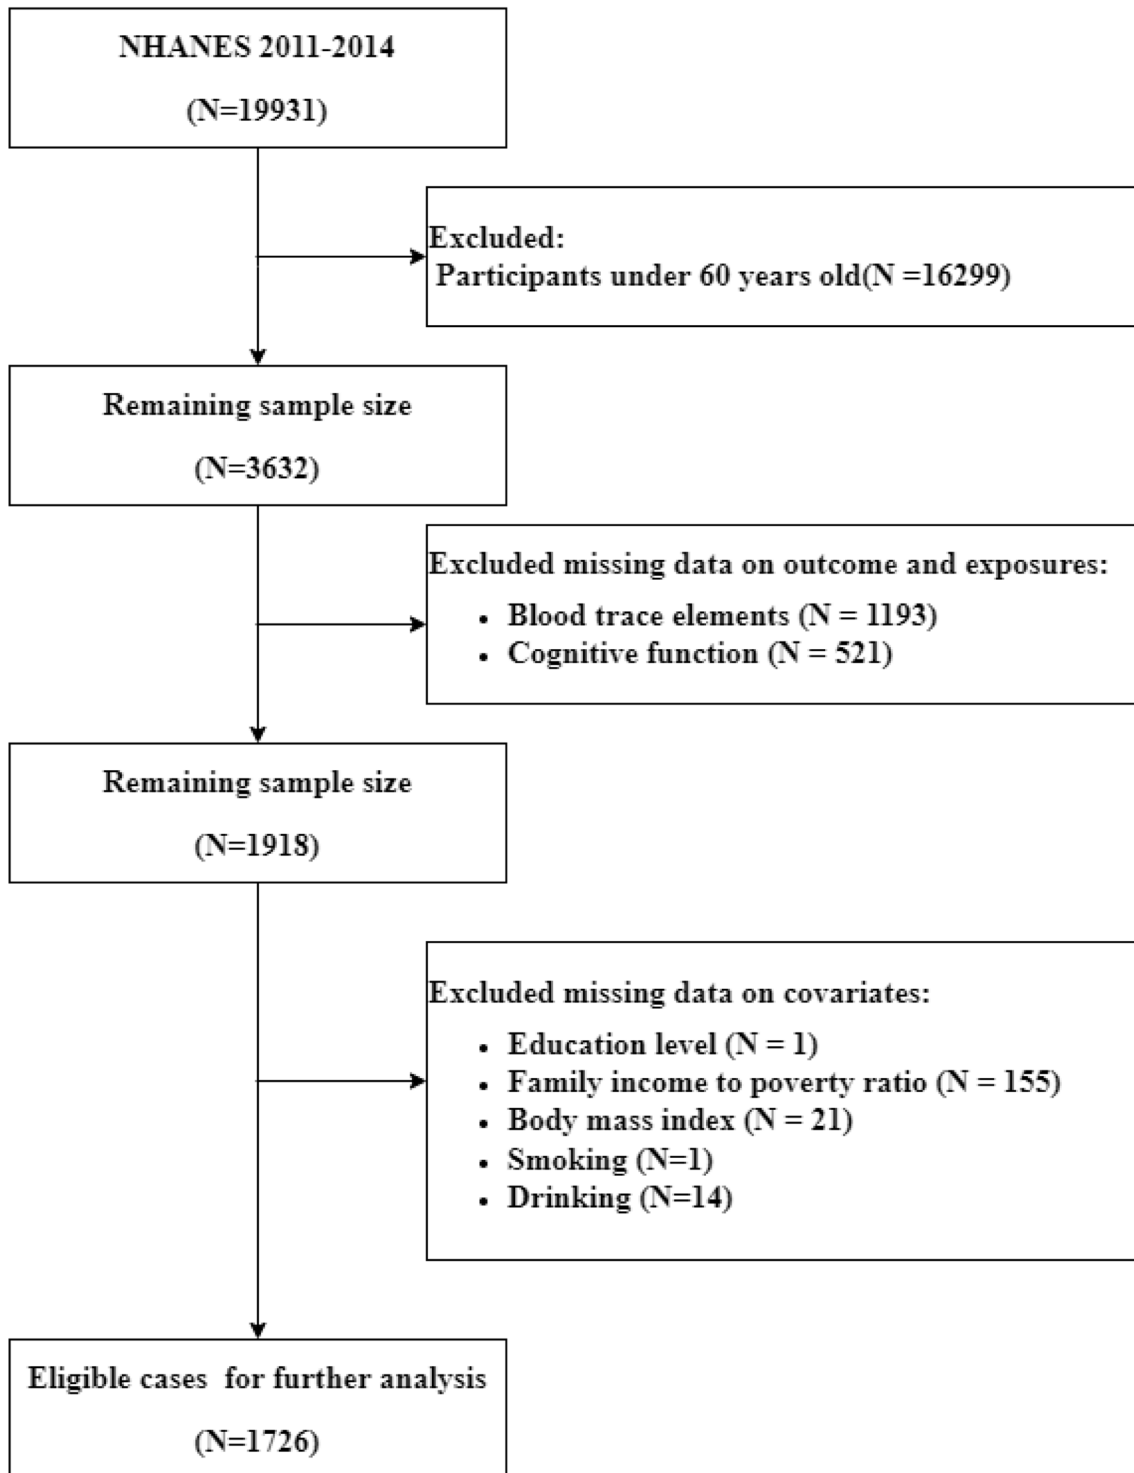 NHANES 2011-2014
(N=19931)
Excluded:
Participants under 60 years old(N =16299)
Remaining sample size
(N=3632)
Excluded missing data on outcome and exposures:
• Blood trace elements (N = 1193)
• Cognitive function (N = 521)
Remaining sample size
(N=1918)
Excluded missing data on covariates:
• Education level (N = 1)
• Family income to poverty ratio (N = 155)
• Body mass index (N = 21)
• Smoking (N=1)
• Drinking (N=14)
Eligible cases  for further analysis
(N=1726)